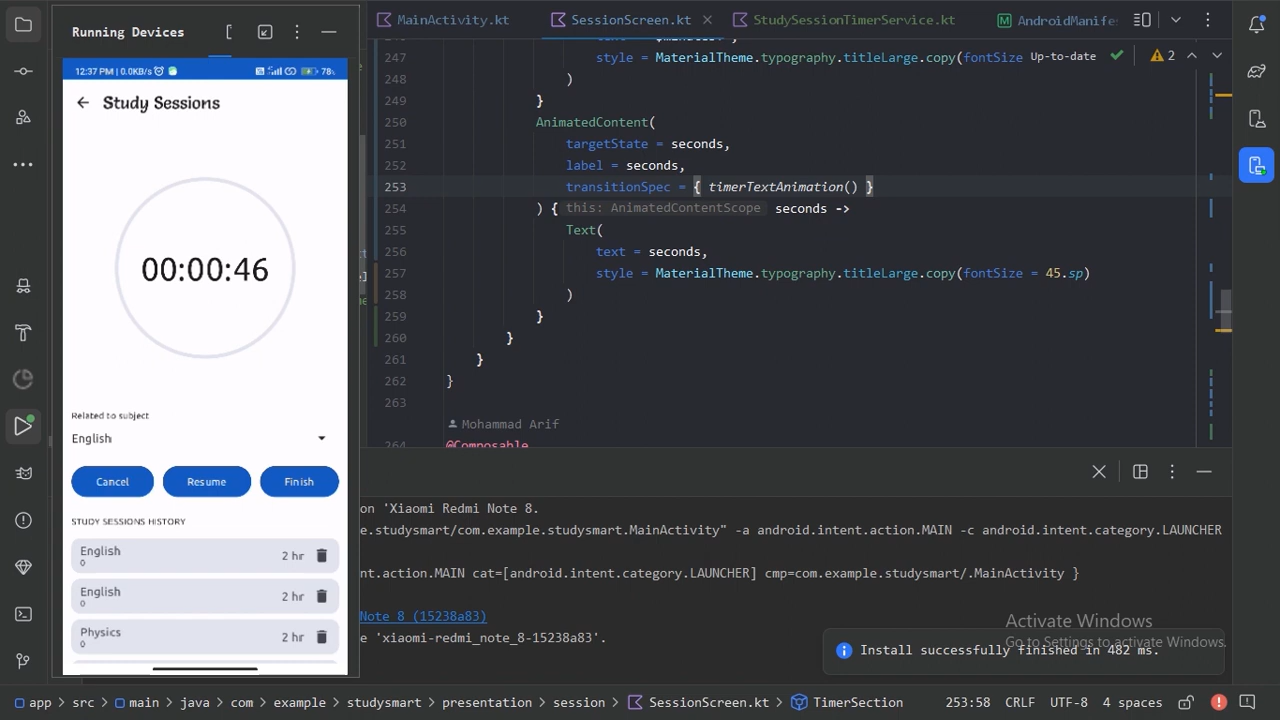 Running Devices
MainActivity.kt
SessionScreen.kt
StudySessionTimerService.kt
AndroidManife
12:37 PM | 0.0KB/s
78%
Study Sessions
00:00:46
Related to subject
English
Cancel
Resume
Finish
STUDY SESSIONS HISTORY
English
0
2 hr
English
0
2 hr
Physics
0
2 hr
247 style = MaterialTheme.typography.titleLarge.copy(fontSize
Up-to-date
2
248 )
249 }
250 AnimatedContent(
251 targetState = seconds,
252 label = seconds,
253 transitionSpec = { timerTextAnimation() }
254 ) { this: AnimatedContentScope seconds ->
255 Text(
256 text = seconds,
257 style = MaterialTheme.typography.titleLarge.copy(fontSize = 45.sp)
258 )
259 }
260 }
261 }
262 }
263
Mohammad Arif
264 @Composable
on 'Xiaomi Redmi Note 8.
e.studysmart/com.example.studysmart.MainActivity" -a android.intent.action.MAIN -c android.intent.category.LAUNCHER
nt.action.MAIN cat=[android.intent.category.LAUNCHER] cmp=com.example.studysmart/.MainActivity }
Note 8 (15238a83)
e 'xiaomi-redmi_note_8-15238a83'.
Activate Windows
Go to Settings to activate Windows.
Install successfully finished in 482 ms.
app > src > main > java > com > example > studysmart > presentation > session > SessionScreen.kt > TimerSection
253:58 CRLF UTF-8 4 spaces